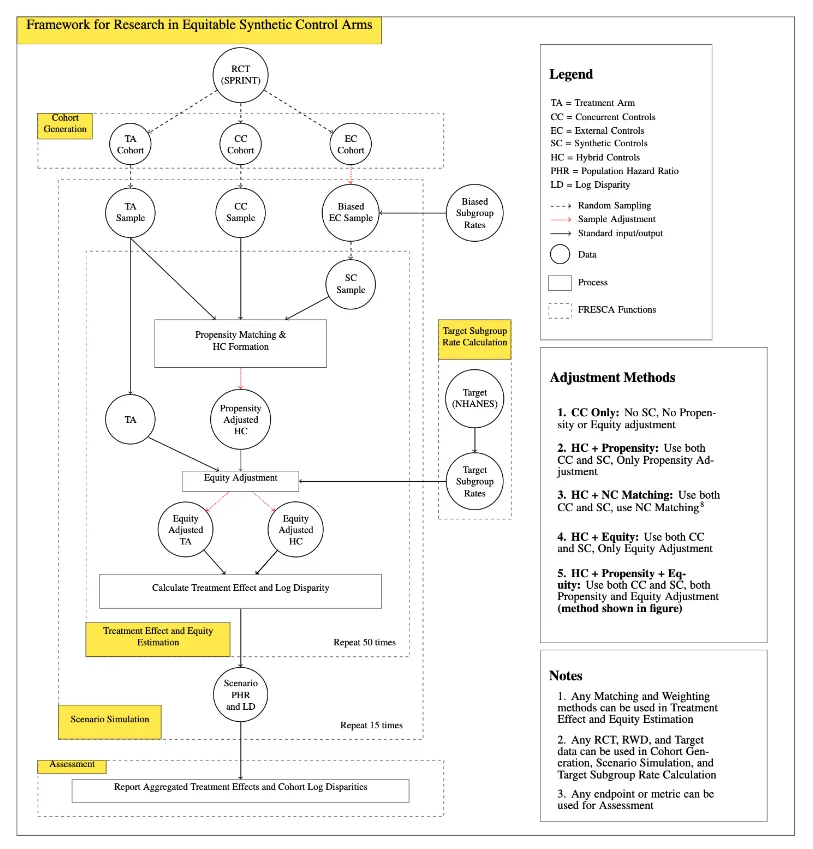 Framework for Research in Equitable Synthetic Control Arms
RCT
(SPRINT)
Cohort
Generation
TA
Cohort
CC
Cohort
EC
Cohort
TA
Sample
CC
Sample
Biased
EC Sample
Biased
Subgroup
Rates
SC
Sample
Propensity Matching &
HC Formation
Target Subgroup
Rate Calculation
Target
(NHANES)
TA
Propensity
Adjusted
HC
Equity Adjustment
Target
Subgroup
Rates
Equity
Adjusted
TA
Equity
Adjusted
HC
Calculate Treatment Effect and Log Disparity
Treatment Effect and Equity
Estimation
Repeat 50 times
Scenario
PHR
and LD
Scenario Simulation
Repeat 15 times
Assessment
Report Aggregated Treatment Effects and Cohort Log Disparities
Legend
TA = Treatment Arm
CC = Concurrent Controls
EC = External Controls
SC = Synthetic Controls
HC = Hybrid Controls
PHR = Population Hazard Ratio
LD = Log Disparity
Random Sampling
Sample Adjustment
Standard input/output
Data
Process
FRESCA Functions
Adjustment Methods
1. CC Only: No SC, No Propen-
sity or Equity adjustment
2. HC + Propensity: Use both
CC and SC, Only Propensity Ad-
justment
3. HC + NC Matching: Use both
CC and SC, use NC Matching⁸
4. HC + Equity: Use both CC
and SC, Only Equity Adjustment
5. HC + Propensity + Eq-
uity: Use both CC and SC, both
Propensity and Equity Adjustment
(method shown in figure)
Notes
1. Any Matching and Weighting
methods can be used in Treatment
Effect and Equity Estimation
2. Any RCT, RWD, and Target
data can be used in Cohort Gen-
eration, Scenario Simulation, and
Target Subgroup Rate Calculation
3. Any endpoint or metric can be
used for Assessment